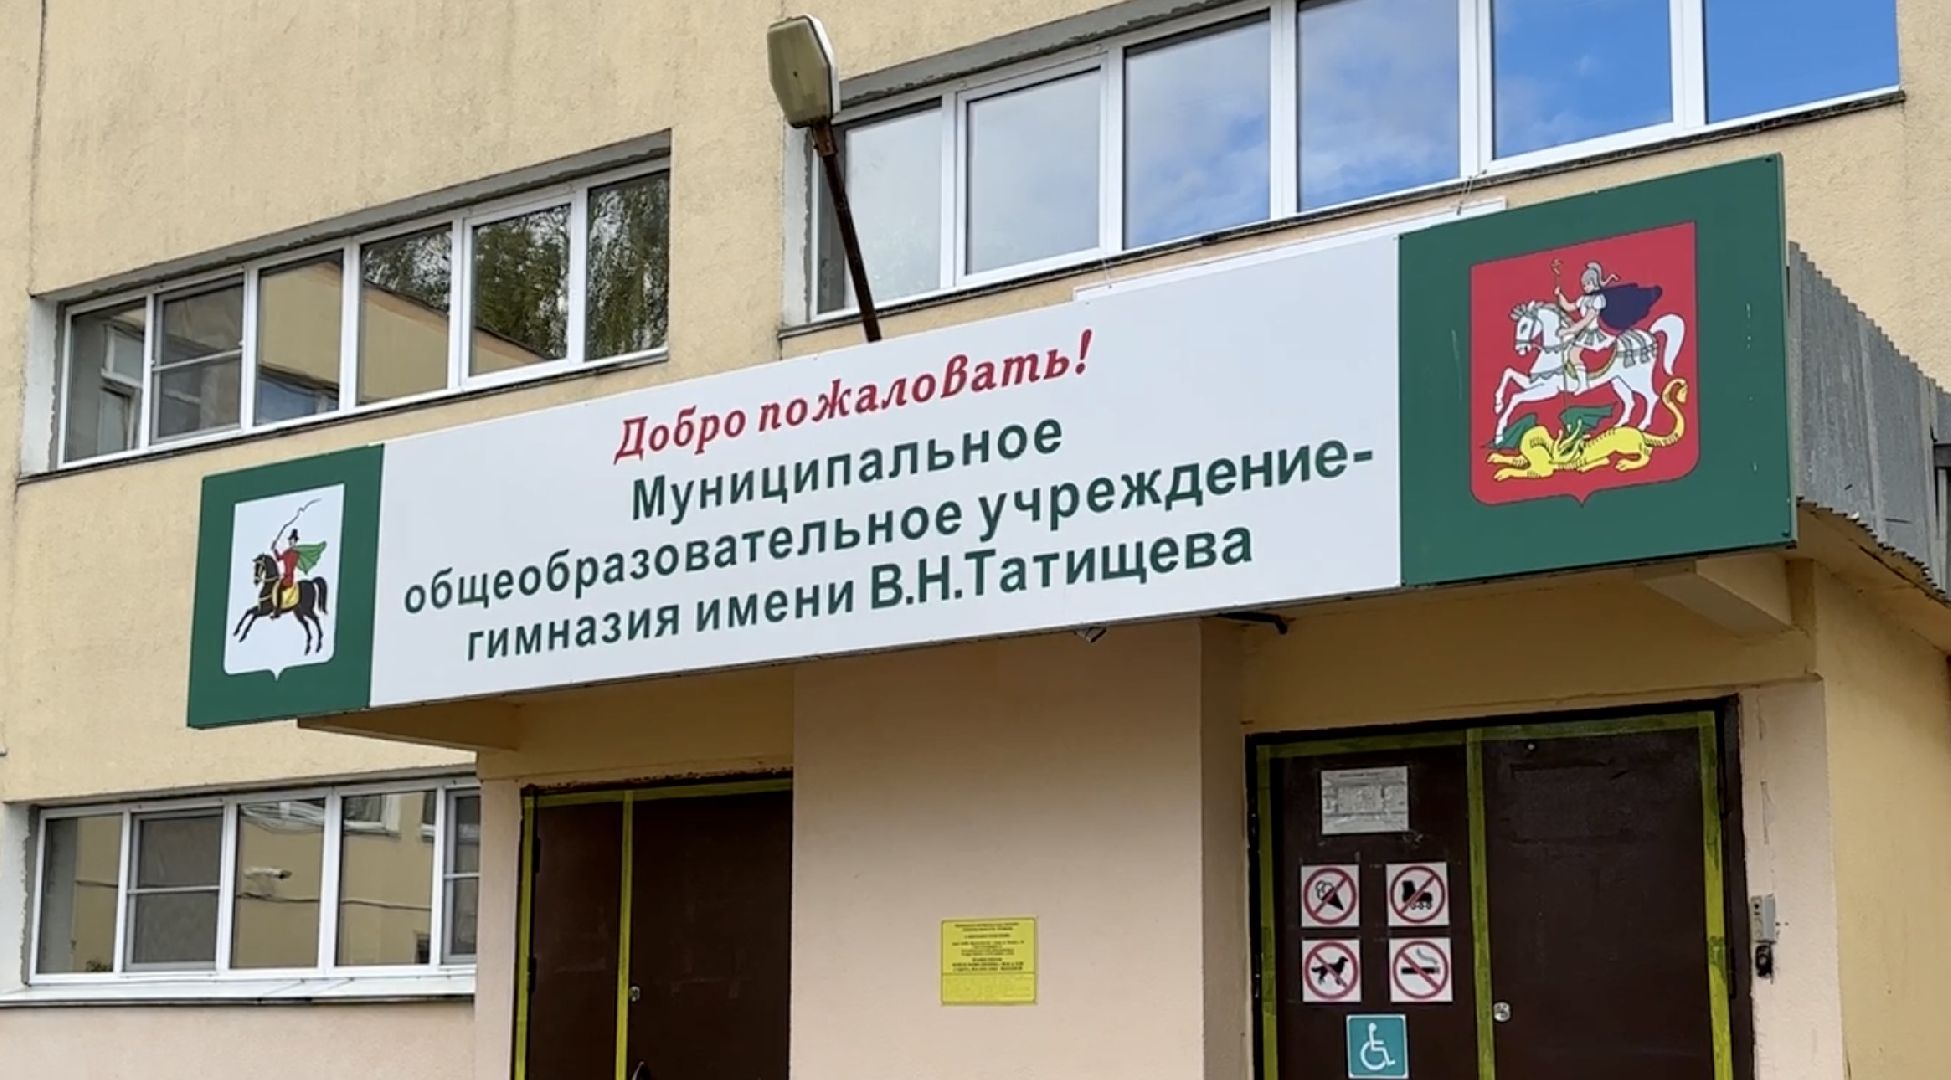 Добро пожаловать!
Муниципальное
общеобразовательное учреждение-
гимназия имени В.Н.Татищева